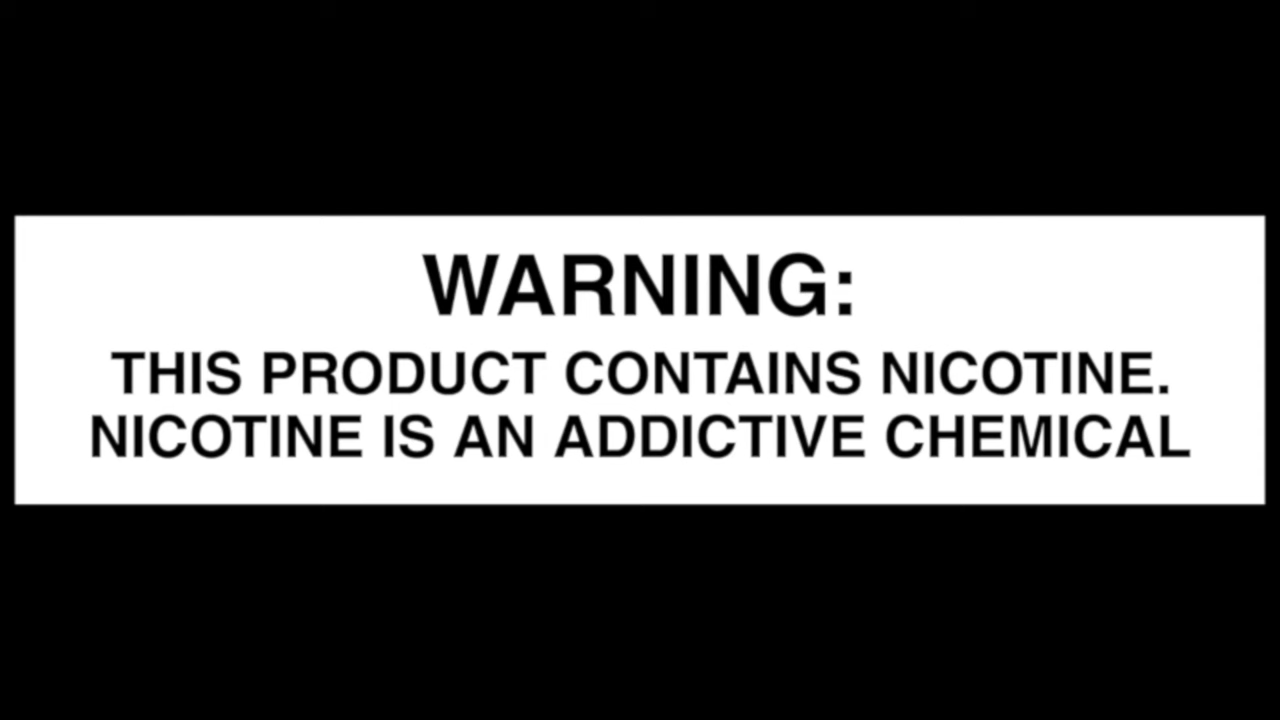 WARNING:
THIS PRODUCT CONTAINS NICOTINE.
NICOTINE IS AN ADDICTIVE CHEMICAL